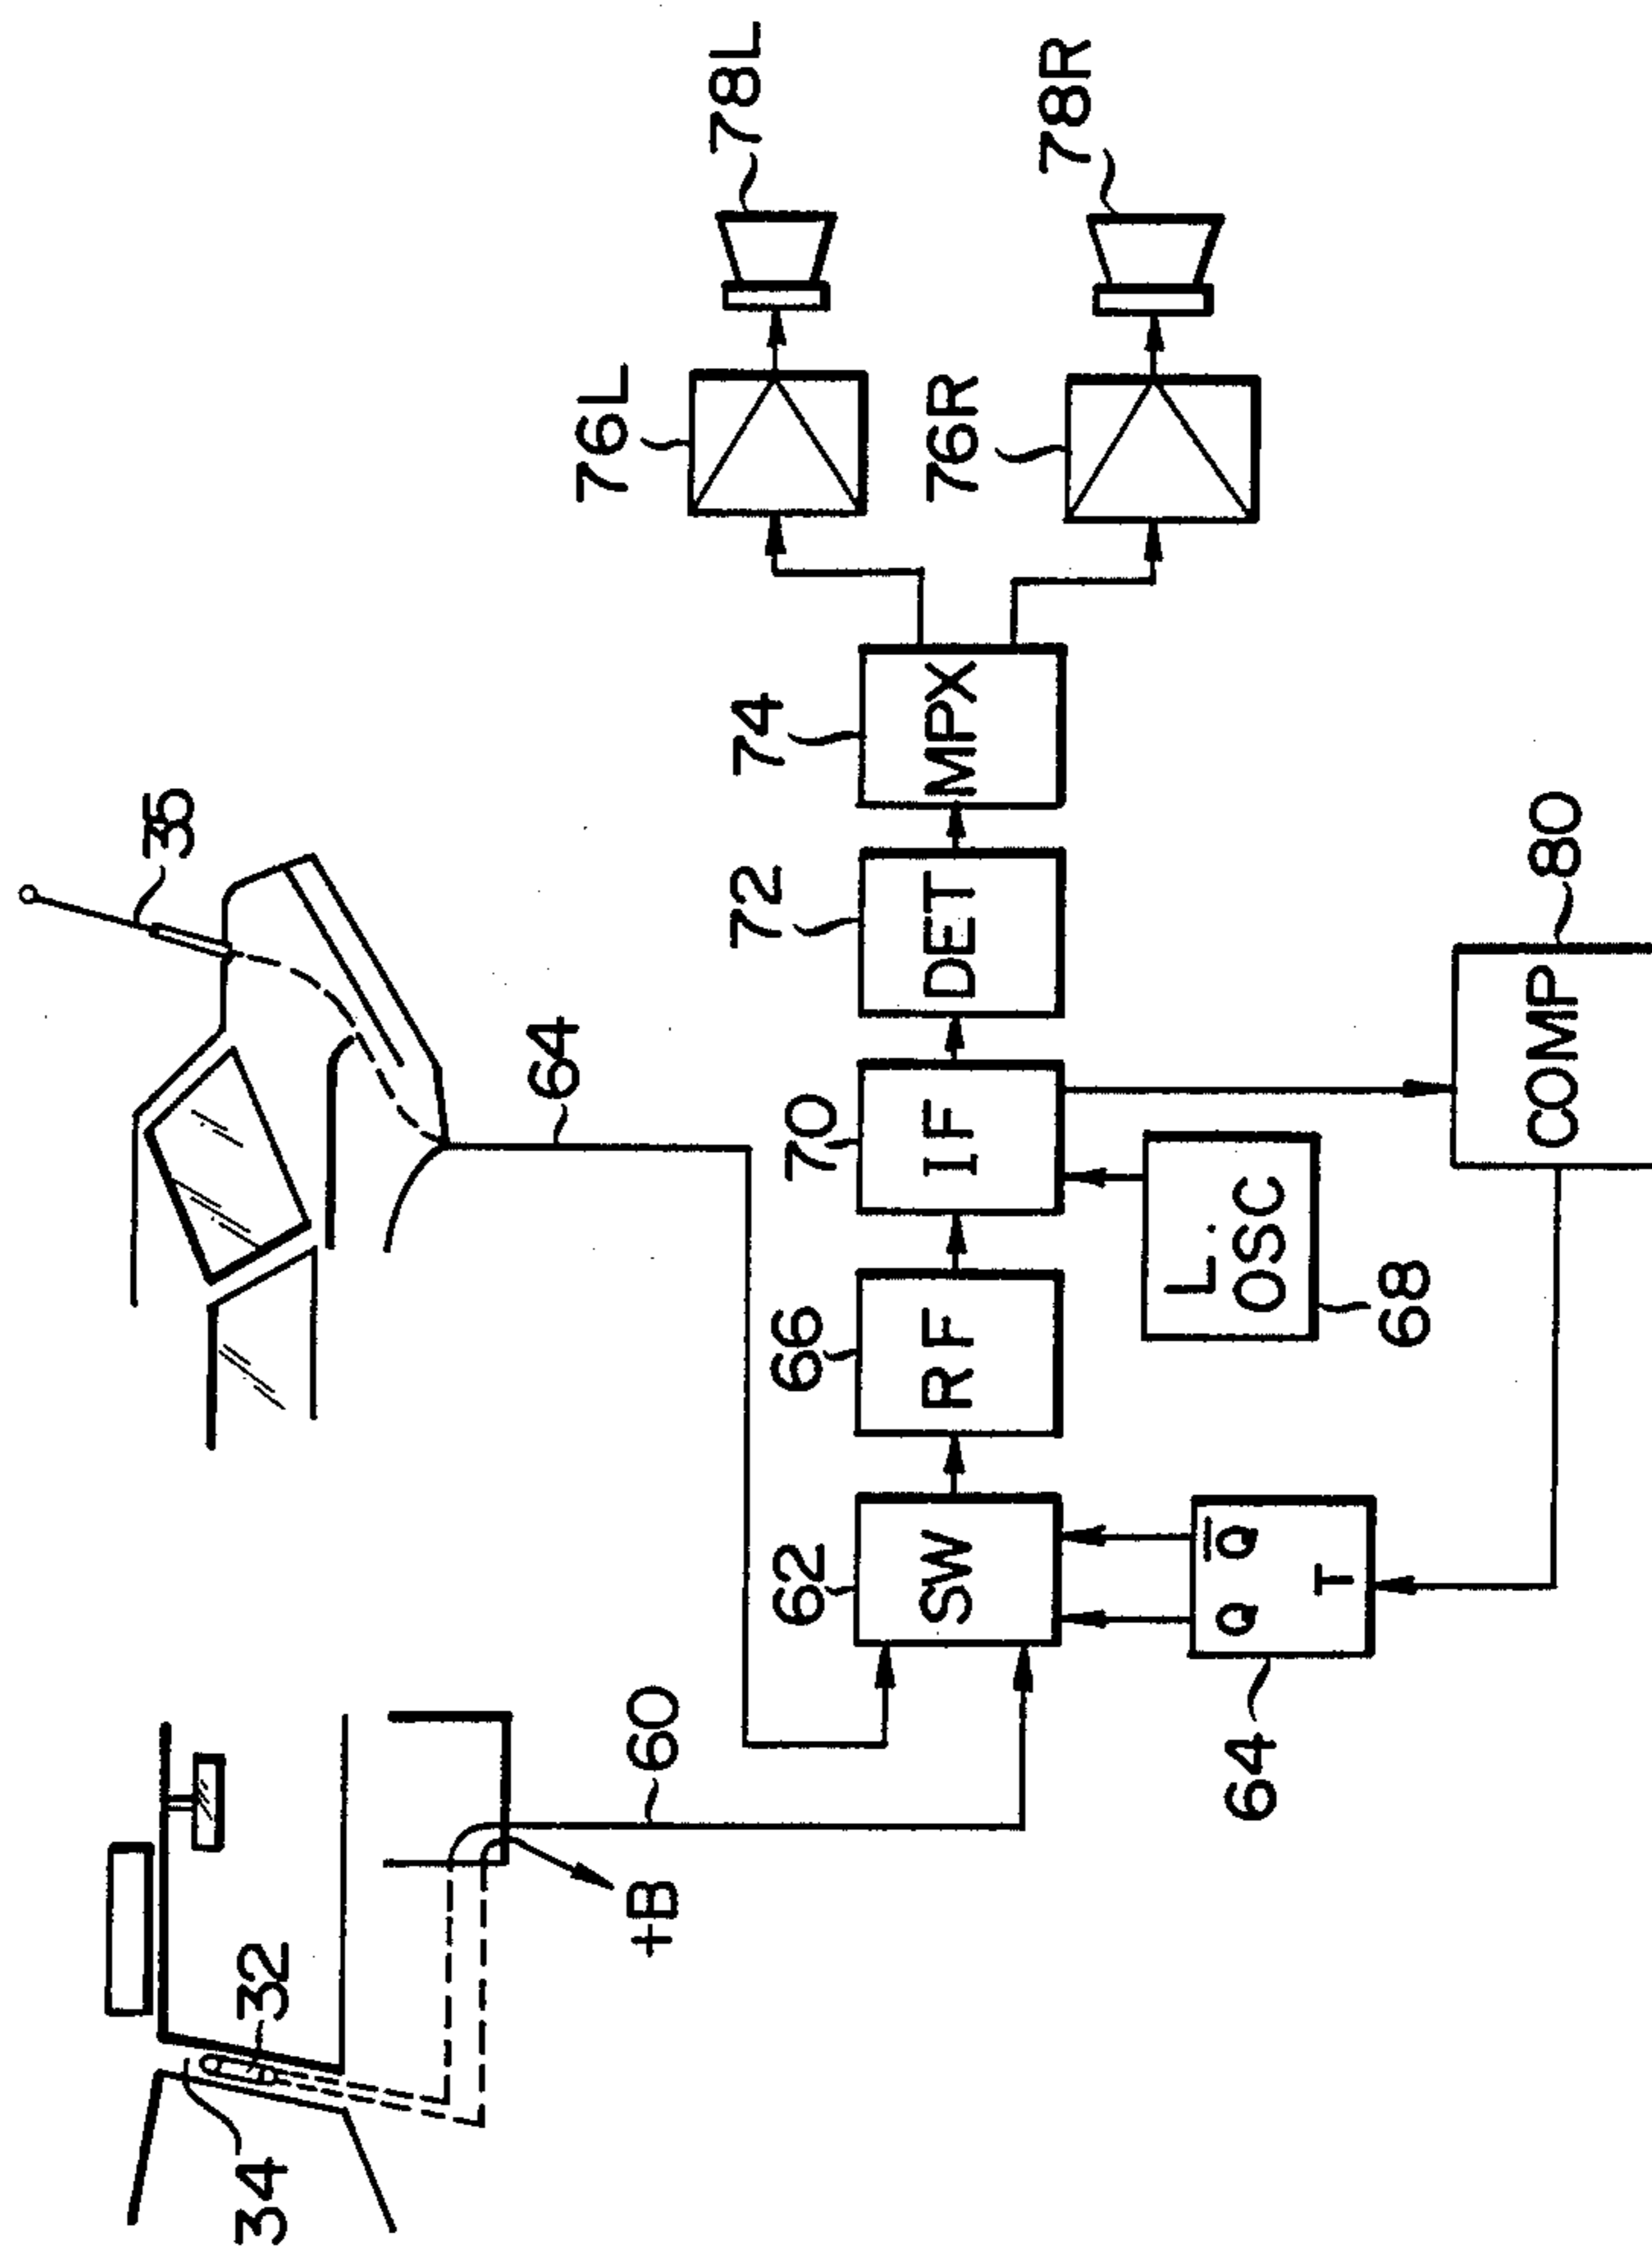 34
32
+B
60
35
64
62
SW
66
RF
70
IF
72
DET
74
MPX
76L
78L
76R
78R
64
Q Q̅
T
L.
OSC
68
COMP
80